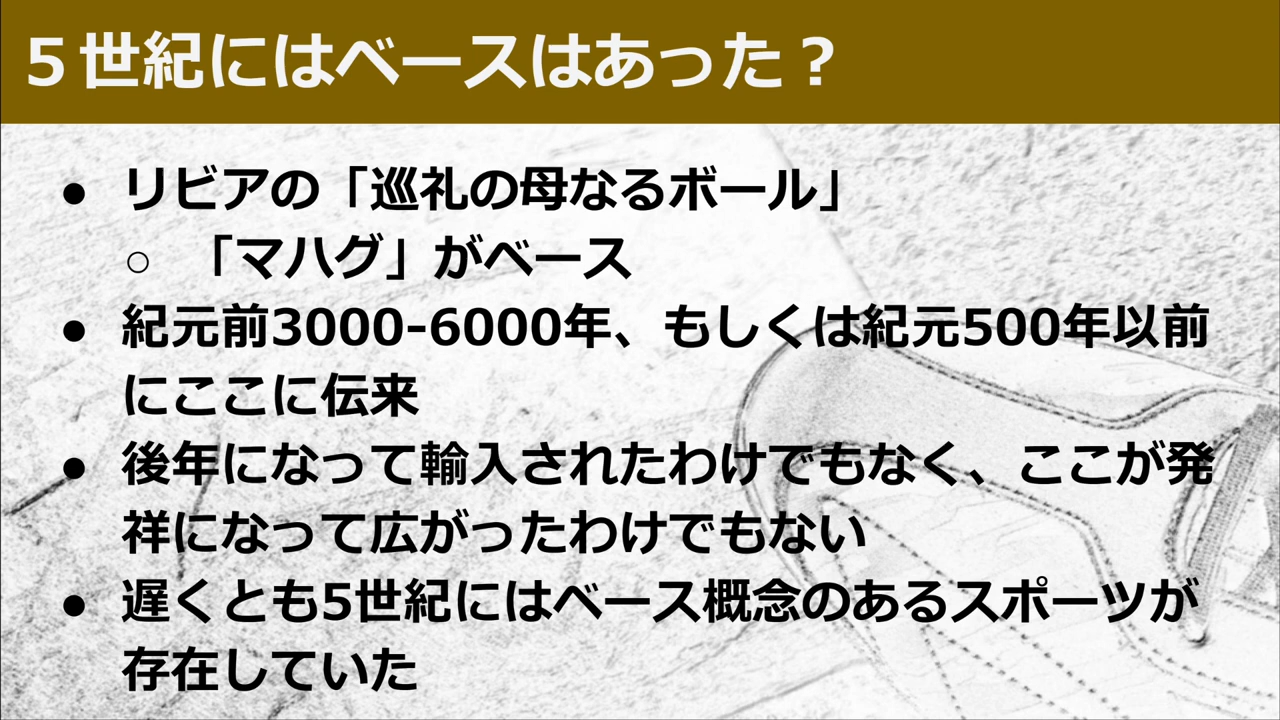 ５世紀にはベースはあった？
● リビアの「巡礼の母なるボール」
○ 「マハグ」がベース
● 紀元前3000-6000年、もしくは紀元500年以前
にここに伝来
● 後年になって輸入されたわけでもなく、ここが発
祥になって広がったわけでもない
● 遅くとも5世紀にはベース概念のあるスポーツが
存在していた